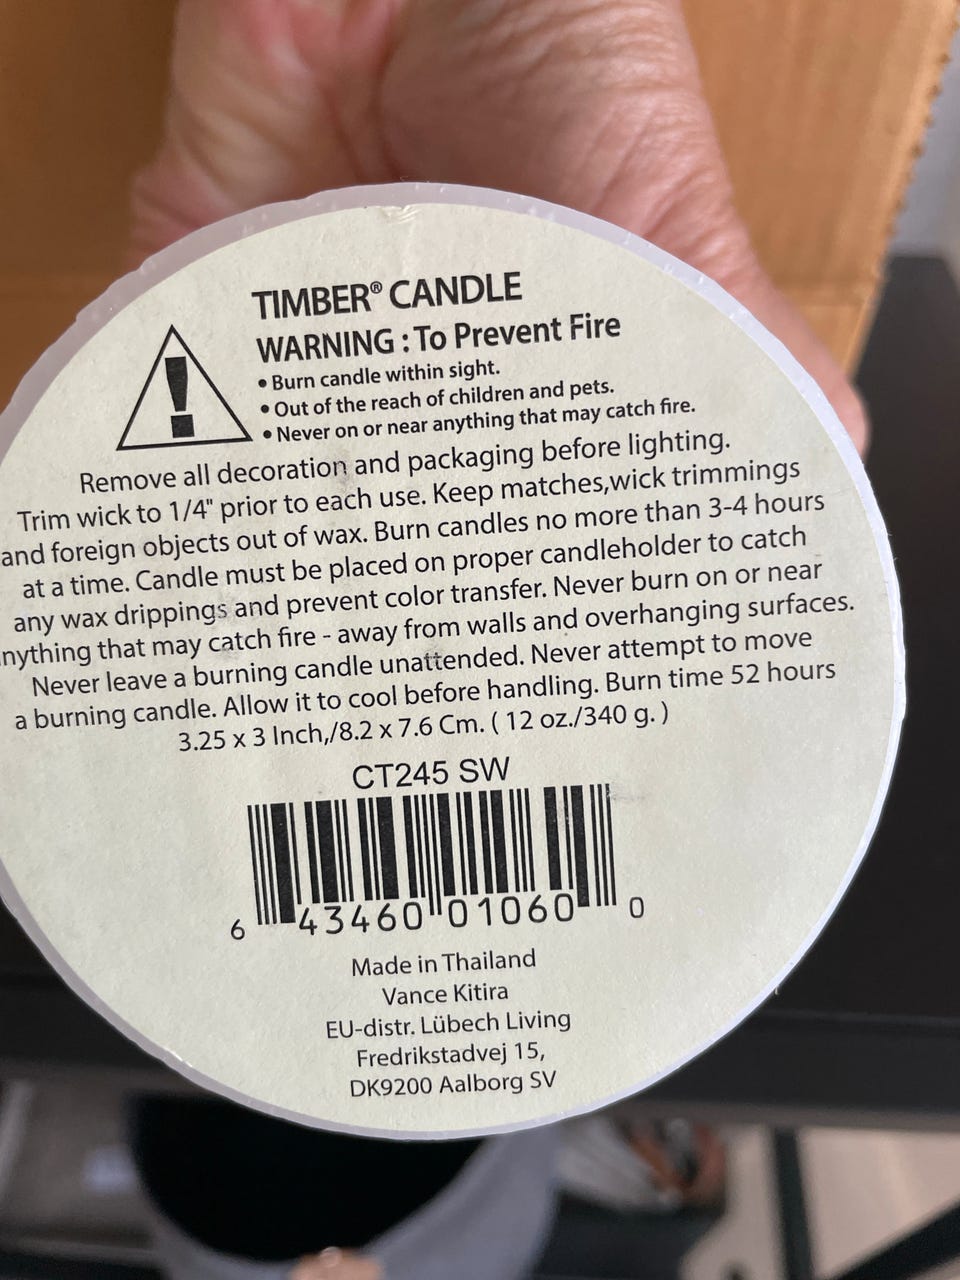 TIMBER® CANDLE
WARNING : To Prevent Fire
• Burn candle within sight.
• Out of the reach of children and pets.
• Never on or near anything that may catch fire.
Remove all decoration and packaging before lighting.
Trim wick to 1/4" prior to each use. Keep matches,wick trimmings
and foreign objects out of wax. Burn candles no more than 3-4 hours
at a time. Candle must be placed on proper candleholder to catch
any wax drippings and prevent color transfer. Never burn on or near
nything that may catch fire - away from walls and overhanging surfaces.
Never leave a burning candle unattended. Never attempt to move
a burning candle. Allow it to cool before handling. Burn time 52 hours
3.25 x 3 Inch,/8.2 x 7.6 Cm. ( 12 oz./340 g. )
CT245 SW
6 43460 01060 0
Made in Thailand
Vance Kitira
EU-distr. Lübech Living
Fredrikstadvej 15,
DK9200 Aalborg SV